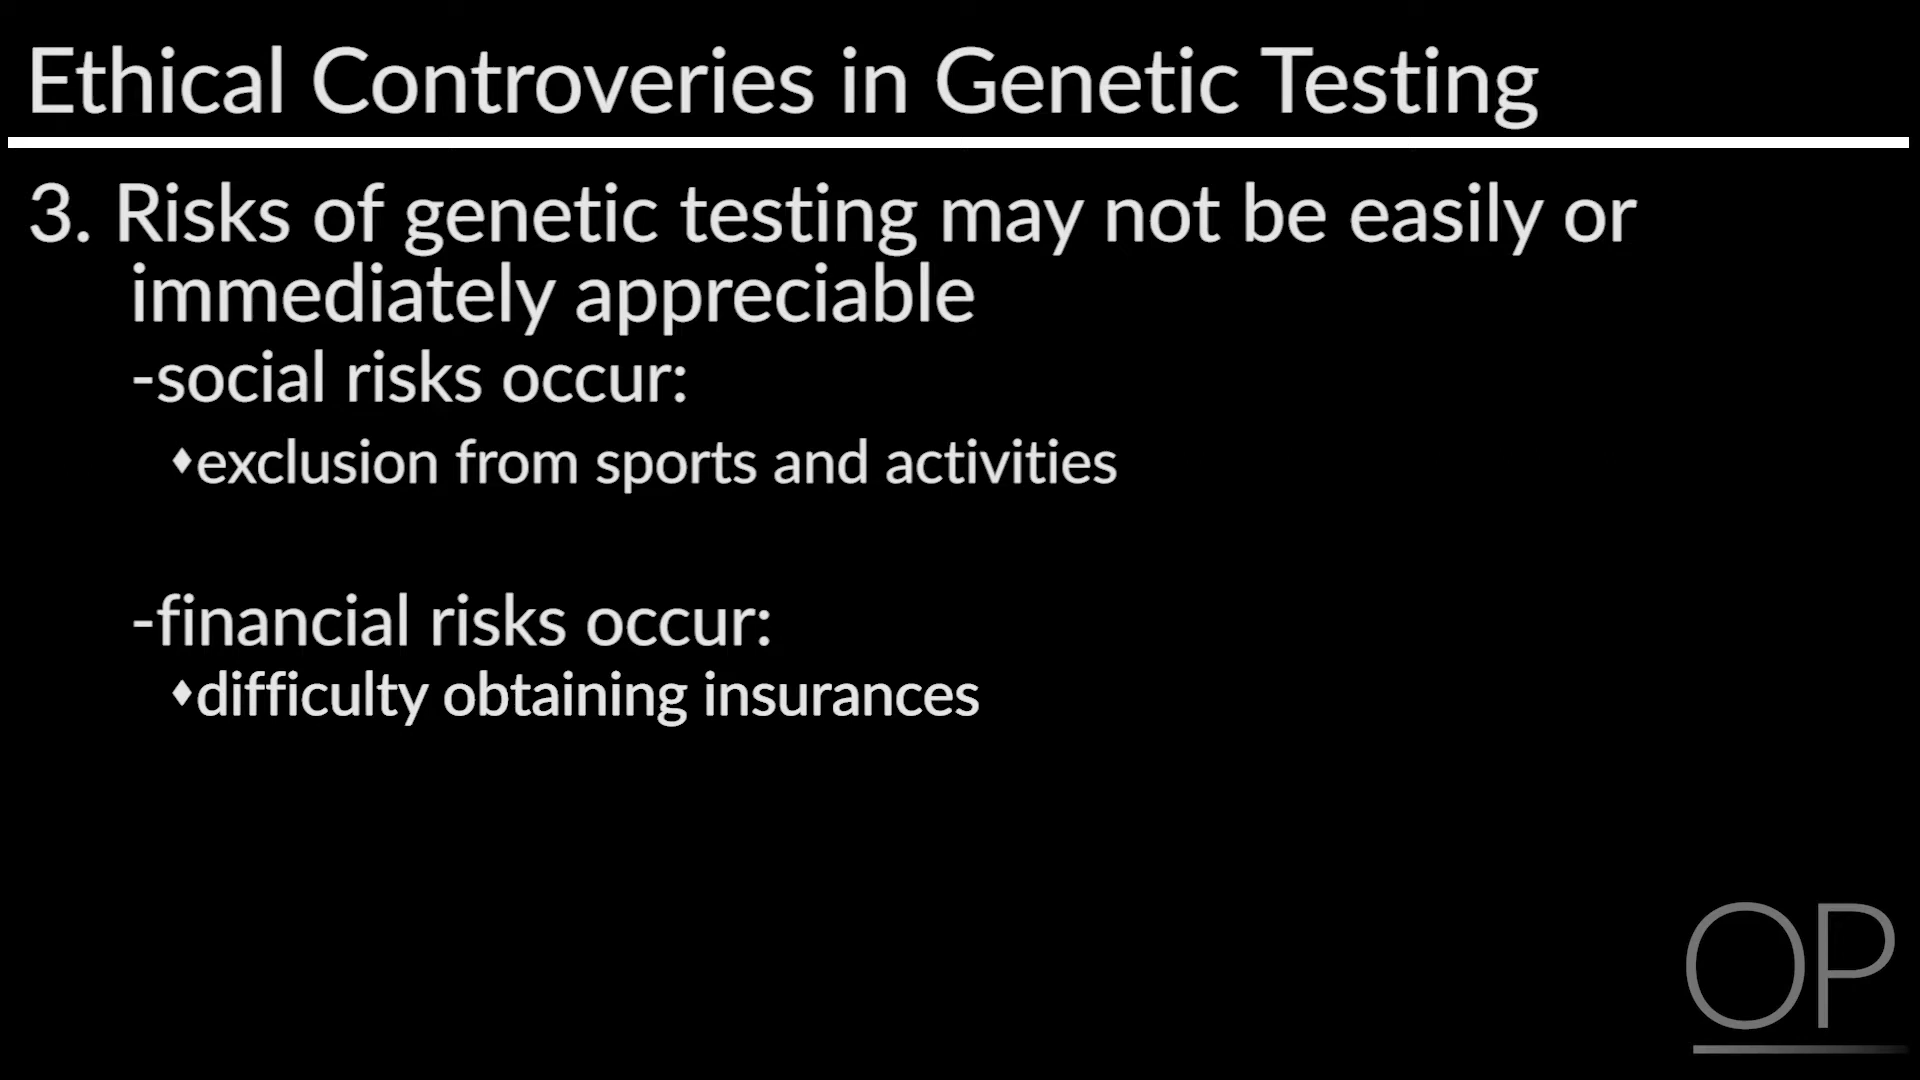 Ethical Controveries in Genetic Testing
3. Risks of genetic testing may not be easily or
immediately appreciable
-social risks occur:
♦exclusion from sports and activities
-financial risks occur:
♦difficulty obtaining insurances
OP